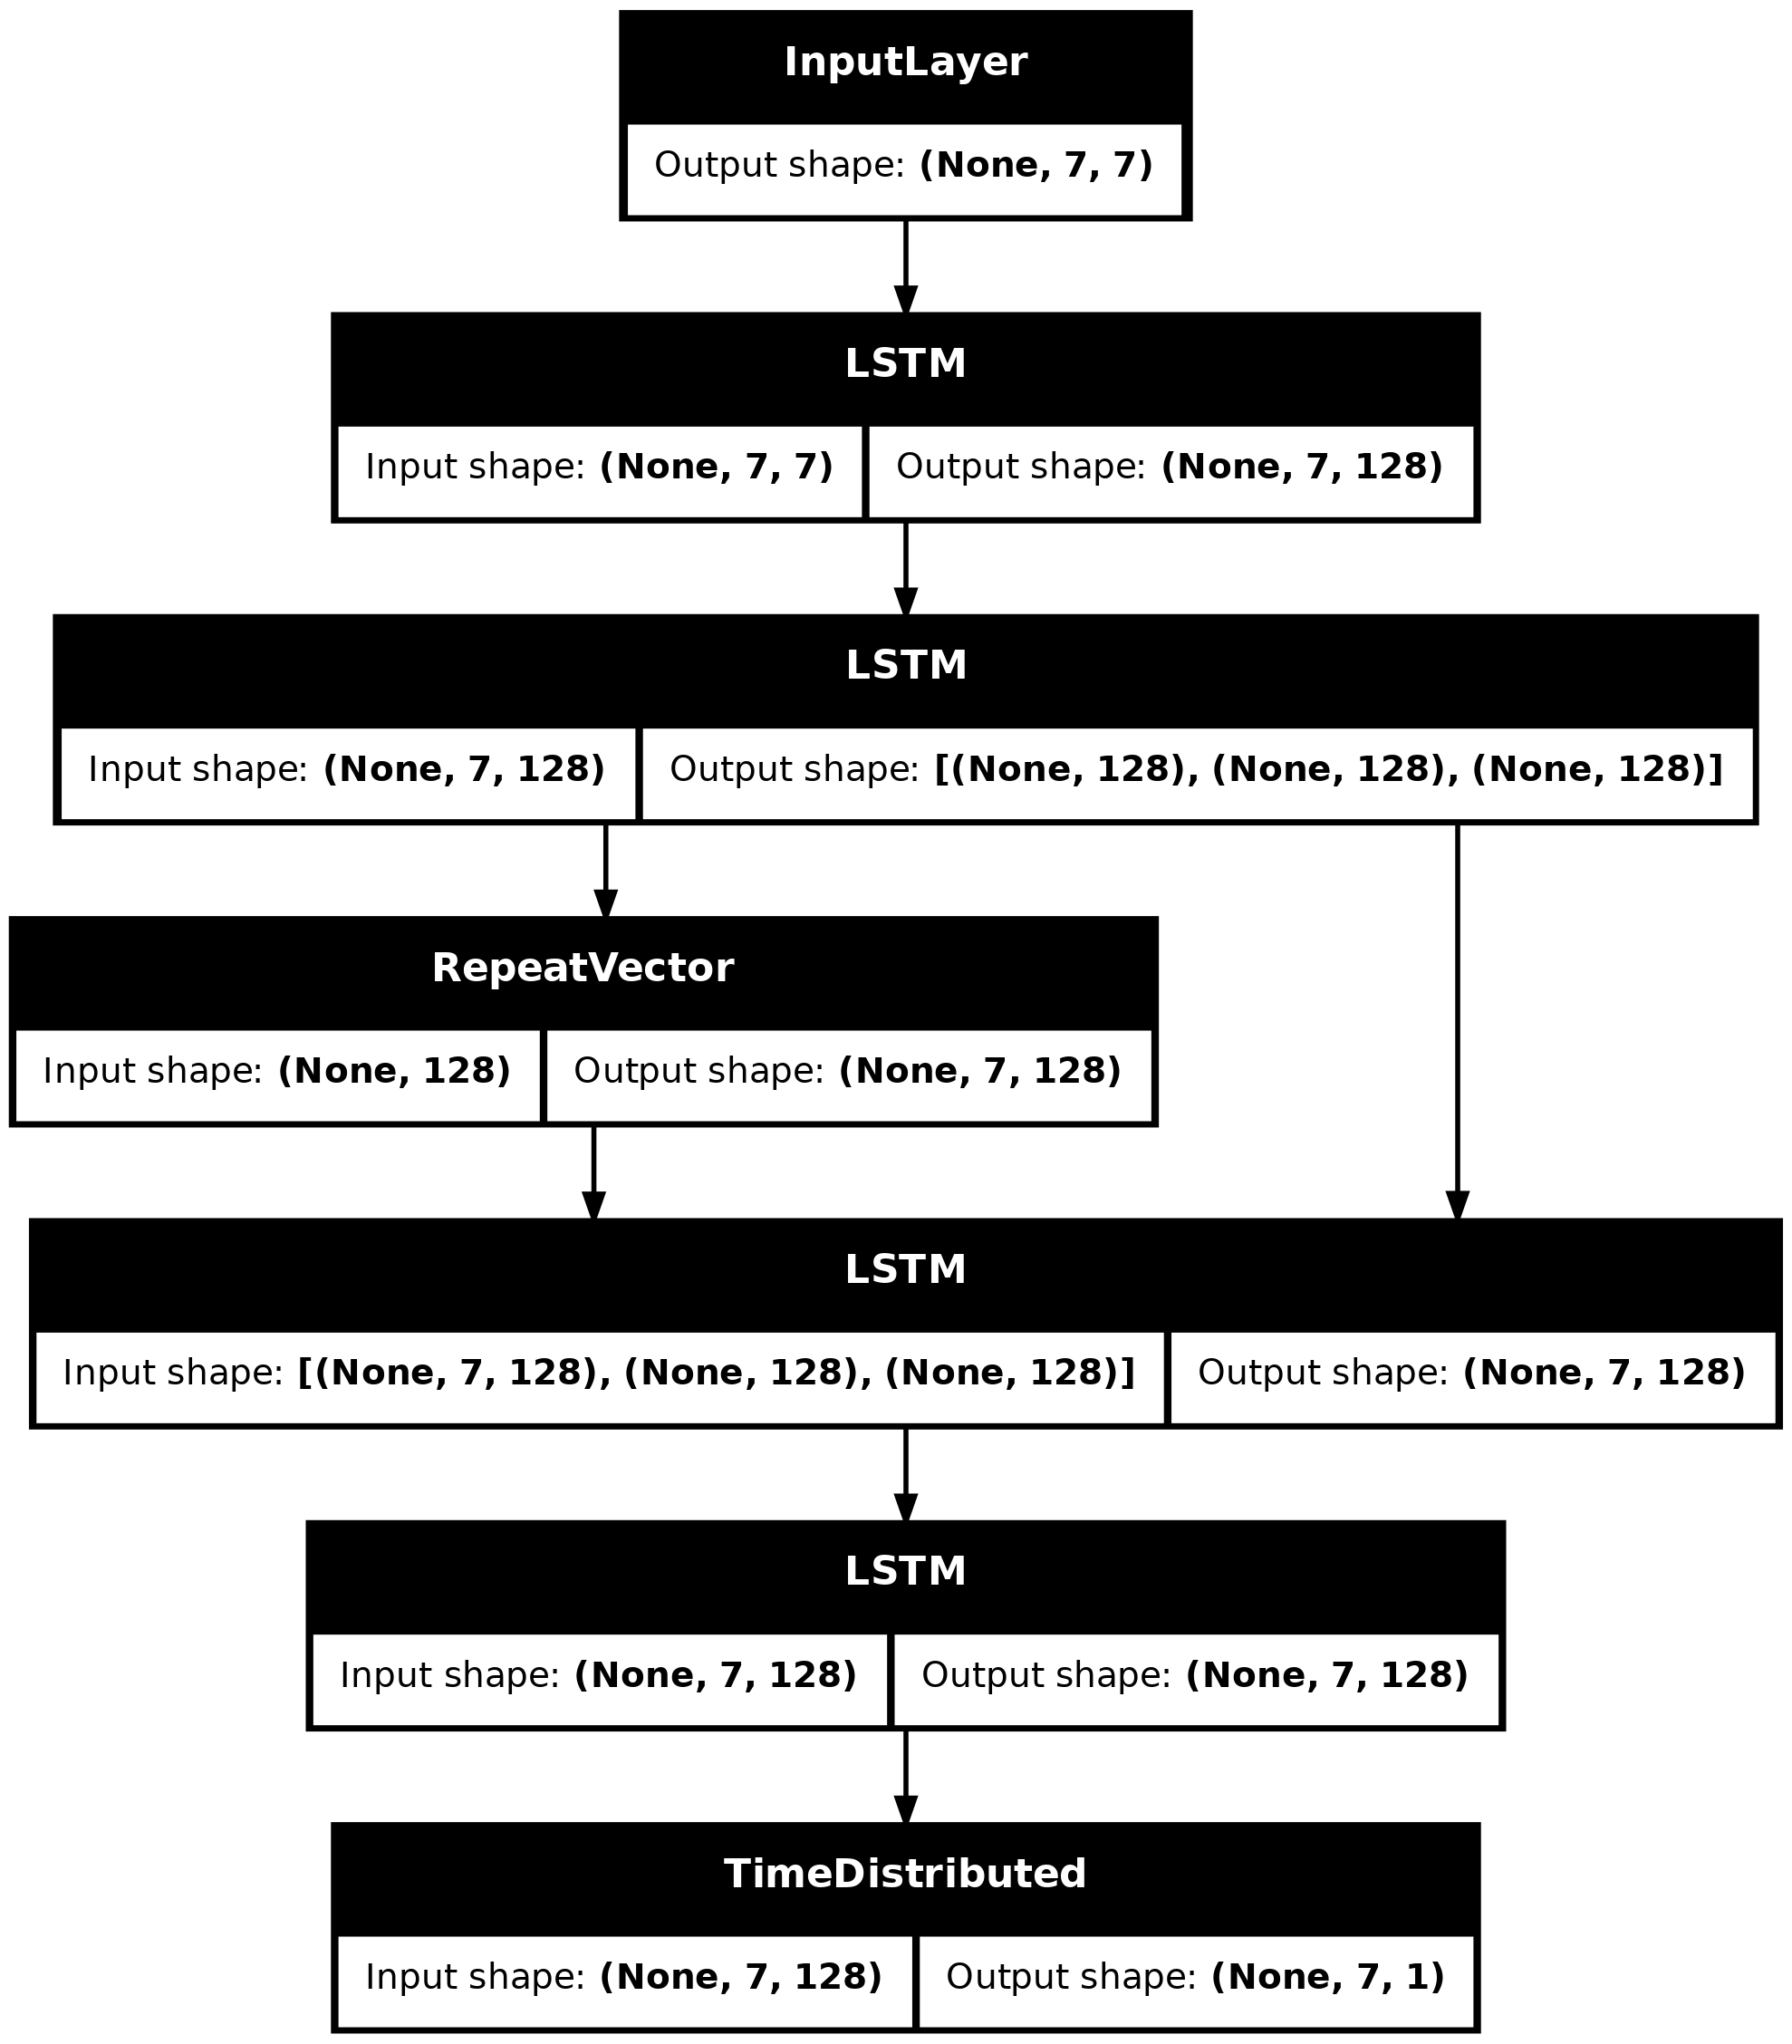 InputLayer
Output shape: (None, 7, 7)
LSTM
Input shape: (None, 7, 7) Output shape: (None, 7, 128)
LSTM
Input shape: (None, 7, 128) Output shape: [(None, 128), (None, 128), (None, 128)]
RepeatVector
Input shape: (None, 128) Output shape: (None, 7, 128)
LSTM
Input shape: [(None, 7, 128), (None, 128), (None, 128)] Output shape: (None, 7, 128)
LSTM
Input shape: (None, 7, 128) Output shape: (None, 7, 128)
TimeDistributed
Input shape: (None, 7, 128) Output shape: (None, 7, 1)